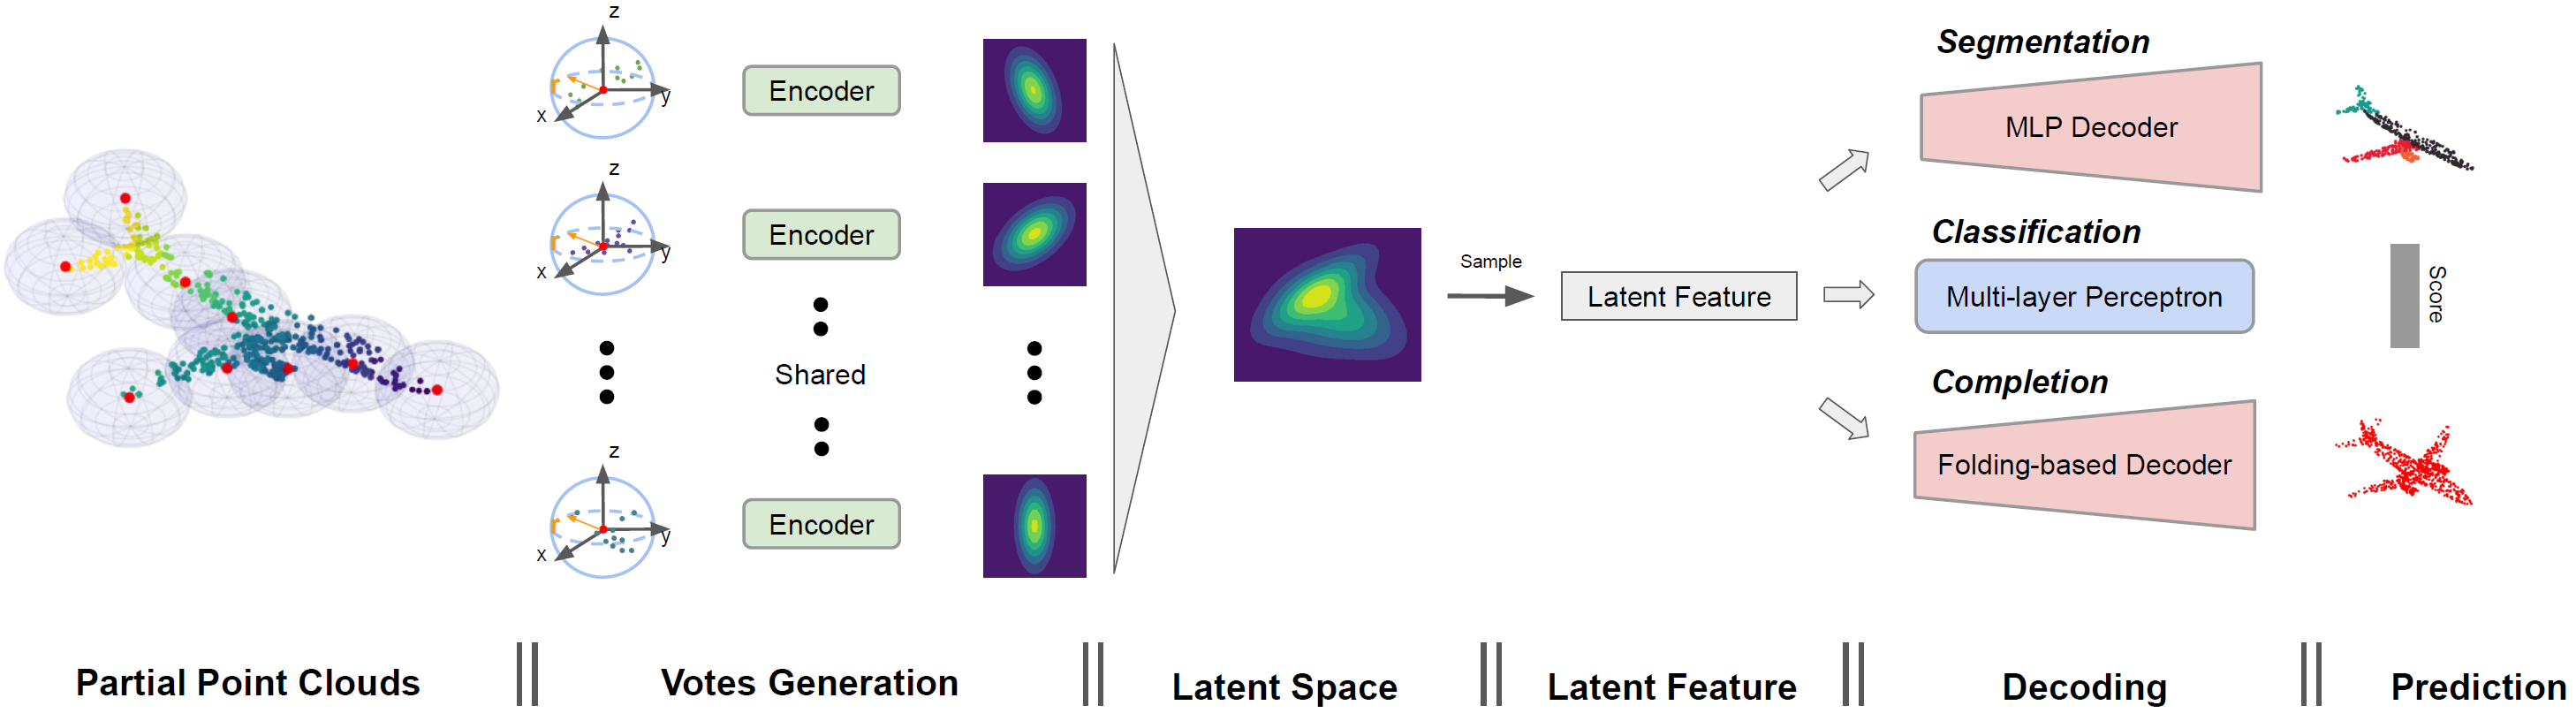 z
r
y
x
Encoder
z
r
y
x
Encoder
Shared
z
r
y
x
Encoder
Sample
Latent Feature
Segmentation
MLP Decoder
Classification
Multi-layer Perceptron
Score
Completion
Folding-based Decoder
Partial Point Clouds
Votes Generation
Latent Space
Latent Feature
Decoding
Prediction